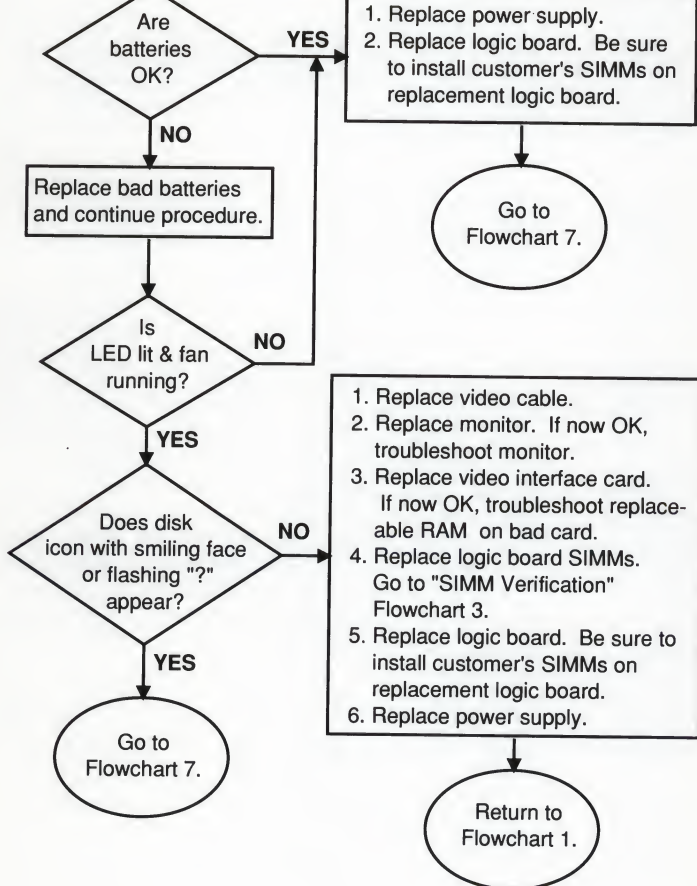 Are
batteries
OK?
YES
1. Replace power supply.
2. Replace logic board. Be sure
to install customer's SIMMs on
replacement logic board.
NO
Replace bad batteries
and continue procedure.
Go to
Flowchart 7.
Is
LED lit & fan
running?
NO
YES
Does disk
icon with smiling face
or flashing "?"
appear?
NO
1. Replace video cable.
2. Replace monitor. If now OK,
troubleshoot monitor.
3. Replace video interface card.
If now OK, troubleshoot replace-
able RAM on bad card.
4. Replace logic board SIMMs.
Go to "SIMM Verification"
Flowchart 3.
5. Replace logic board. Be sure to
install customer's SIMMs on
replacement logic board.
6. Replace power supply.
YES
Go to
Flowchart 7.
Return to
Flowchart 1.